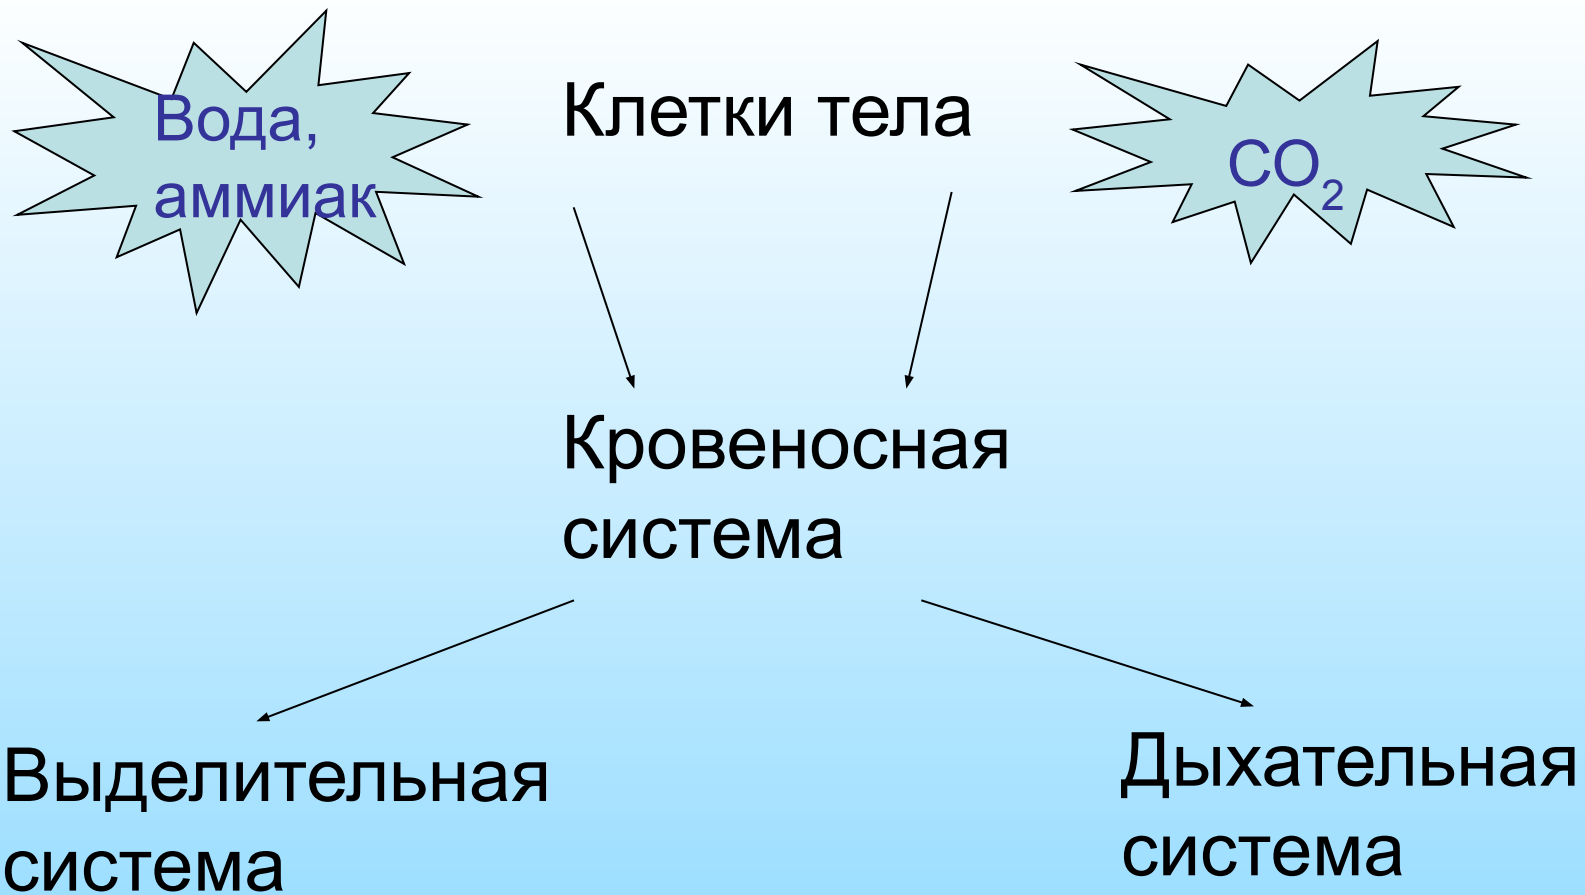 Вода,
аммиак
Клетки тела
CO₂
Кровеносная
система
Выделительная
система
Дыхательная
система